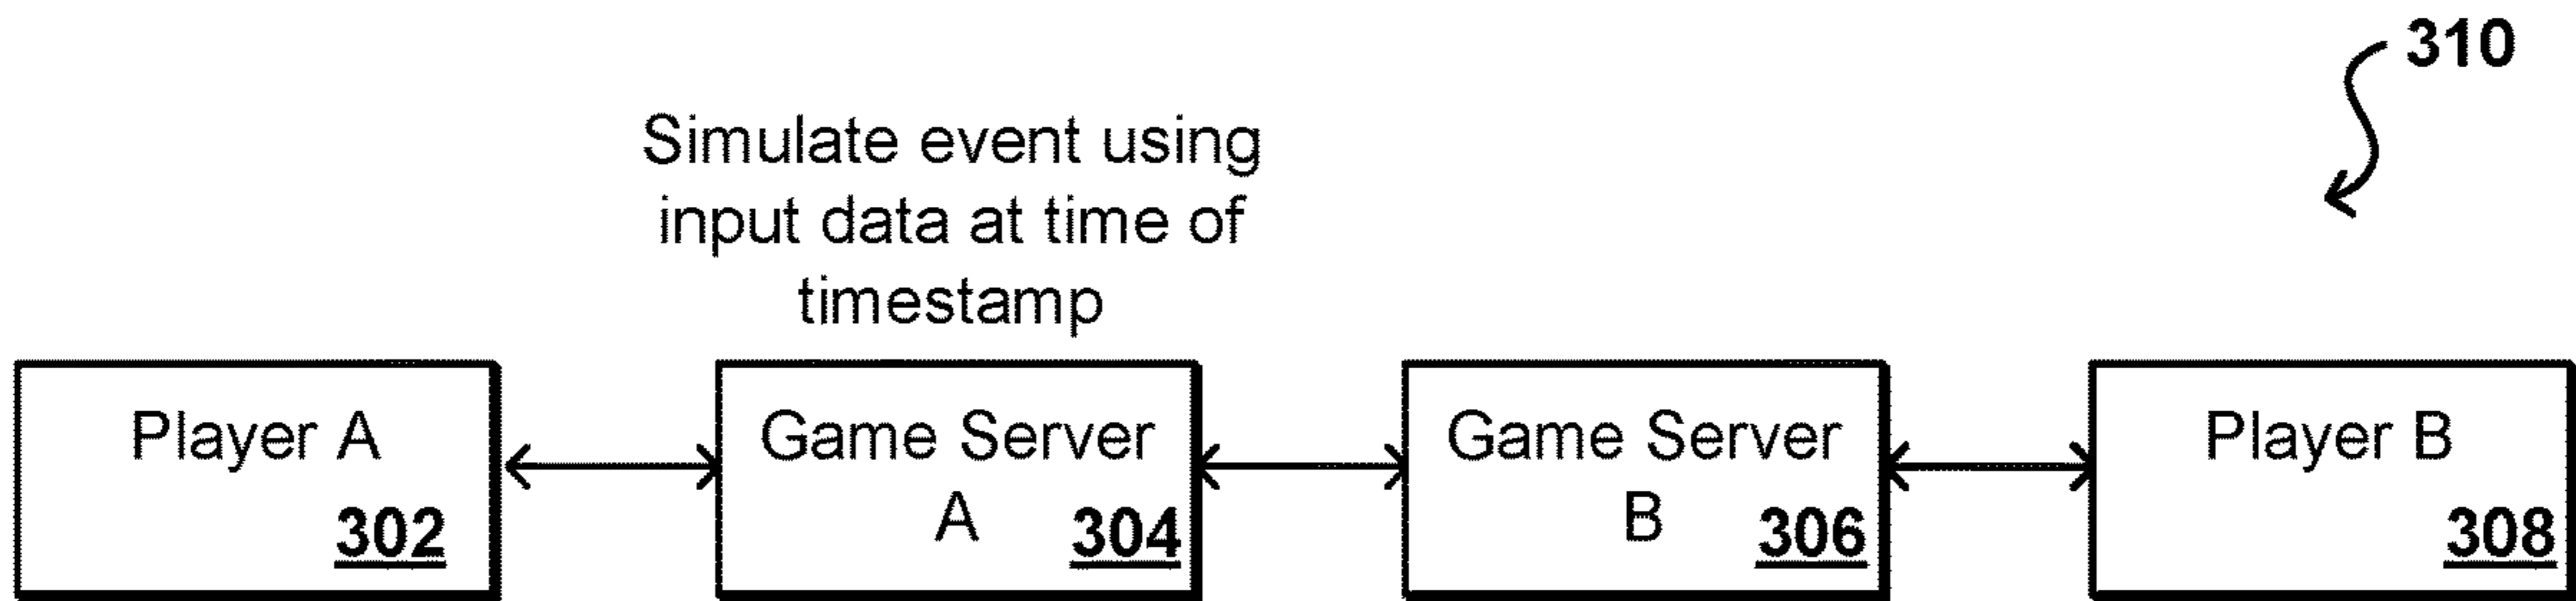 310
Simulate event using
input data at time of
timestamp
Player A
302
Game Server
A 304
Game Server
B 306
Player B
308